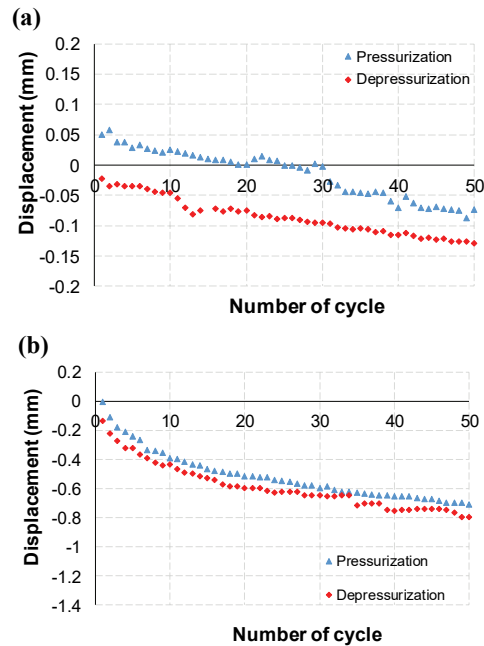 (a)
0.2
0.15
0.1
0.05
0
-0.05
-0.1
-0.15
-0.2
Displacement (mm)
Pressurization
Depressurization
0 10 20 30 40 50
Number of cycle
(b)
0.2
0
-0.2
-0.4
-0.6
-0.8
-1
-1.2
-1.4
Displacement (mm)
0 10 20 30 40 50
Pressurization
Depressurization
Number of cycle